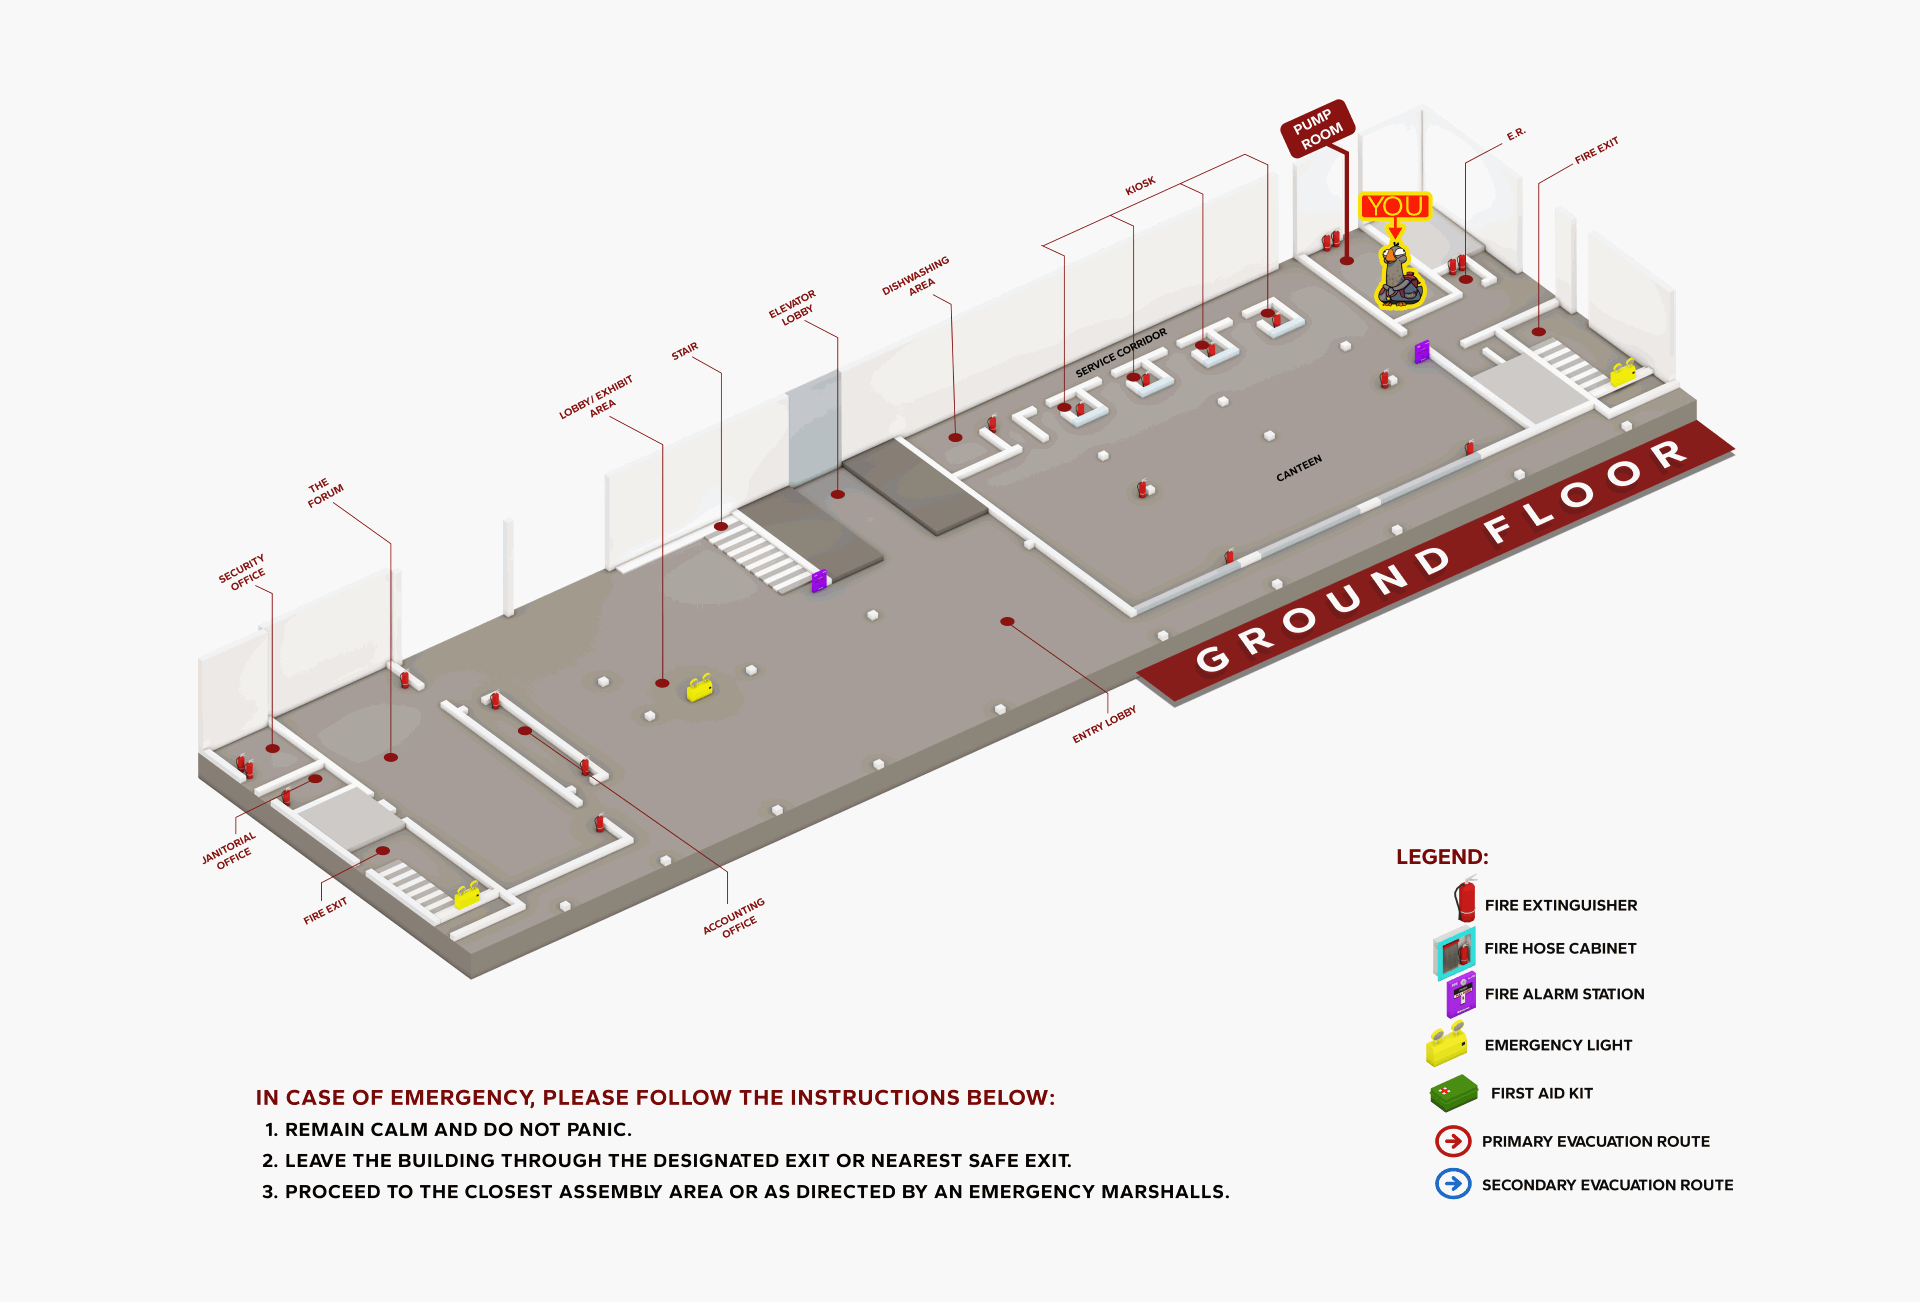 PUMP
ROOM
E.R.
FIRE EXIT
KIOSK
YOU
DISHWASHING
AREA
ELEVATOR
LOBBY
SERVICE CORRIDOR
STAIR
LOBBY/ EXHIBIT
AREA
CANTEEN
THE
FORUM
SECURITY
OFFICE
GROUND FLOOR
ENTRY LOBBY
JANITORIAL
OFFICE
FIRE EXIT
ACCOUNTING
OFFICE
LEGEND:
FIRE EXTINGUISHER
FIRE HOSE CABINET
FIRE ALARM STATION
EMERGENCY LIGHT
FIRST AID KIT
PRIMARY EVACUATION ROUTE
SECONDARY EVACUATION ROUTE
IN CASE OF EMERGENCY, PLEASE FOLLOW THE INSTRUCTIONS BELOW:
1. REMAIN CALM AND DO NOT PANIC.
2. LEAVE THE BUILDING THROUGH THE DESIGNATED EXIT OR NEAREST SAFE EXIT.
3. PROCEED TO THE CLOSEST ASSEMBLY AREA OR AS DIRECTED BY AN EMERGENCY MARSHALLS.